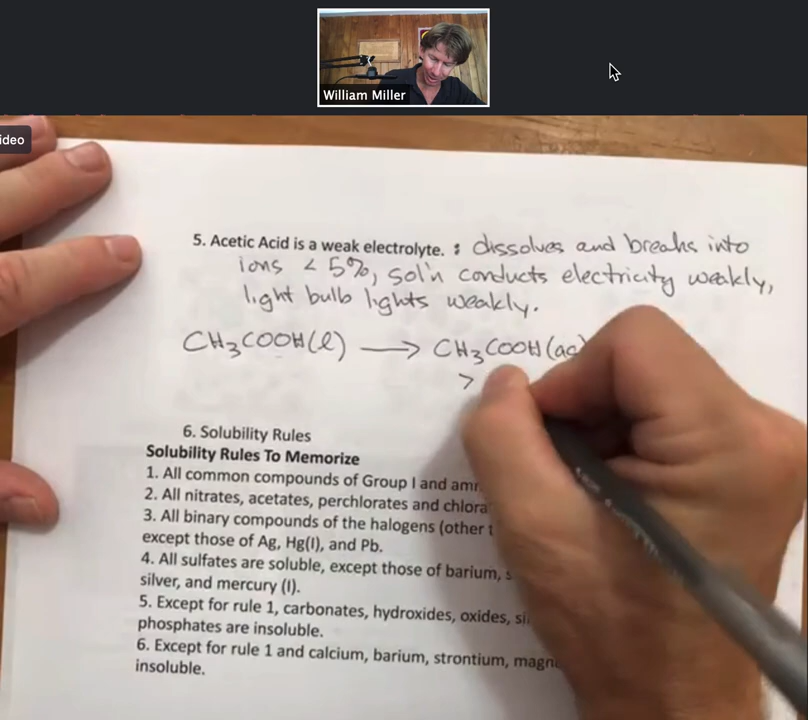 William Miller
ideo
5. Acetic Acid is a weak electrolyte. : dissolves and breaks into
ions < 5%, sol'n conducts electricity weakly,
light bulb lights weakly.
CH₃COOH(l) ⟶ CH₃COOH(aq
>
6. Solubility Rules
Solubility Rules To Memorize
1. All common compounds of Group I and am
2. All nitrates, acetates, perchlorates and chlora
3. All binary compounds of the halogens (other t
except those of Ag, Hg(I), and Pb.
4. All sulfates are soluble, except those of barium, s
silver, and mercury (I).
5. Except for rule 1, carbonates, hydroxides, oxides, si
phosphates are insoluble.
6. Except for rule 1 and calcium, barium, strontium, magn
insoluble.